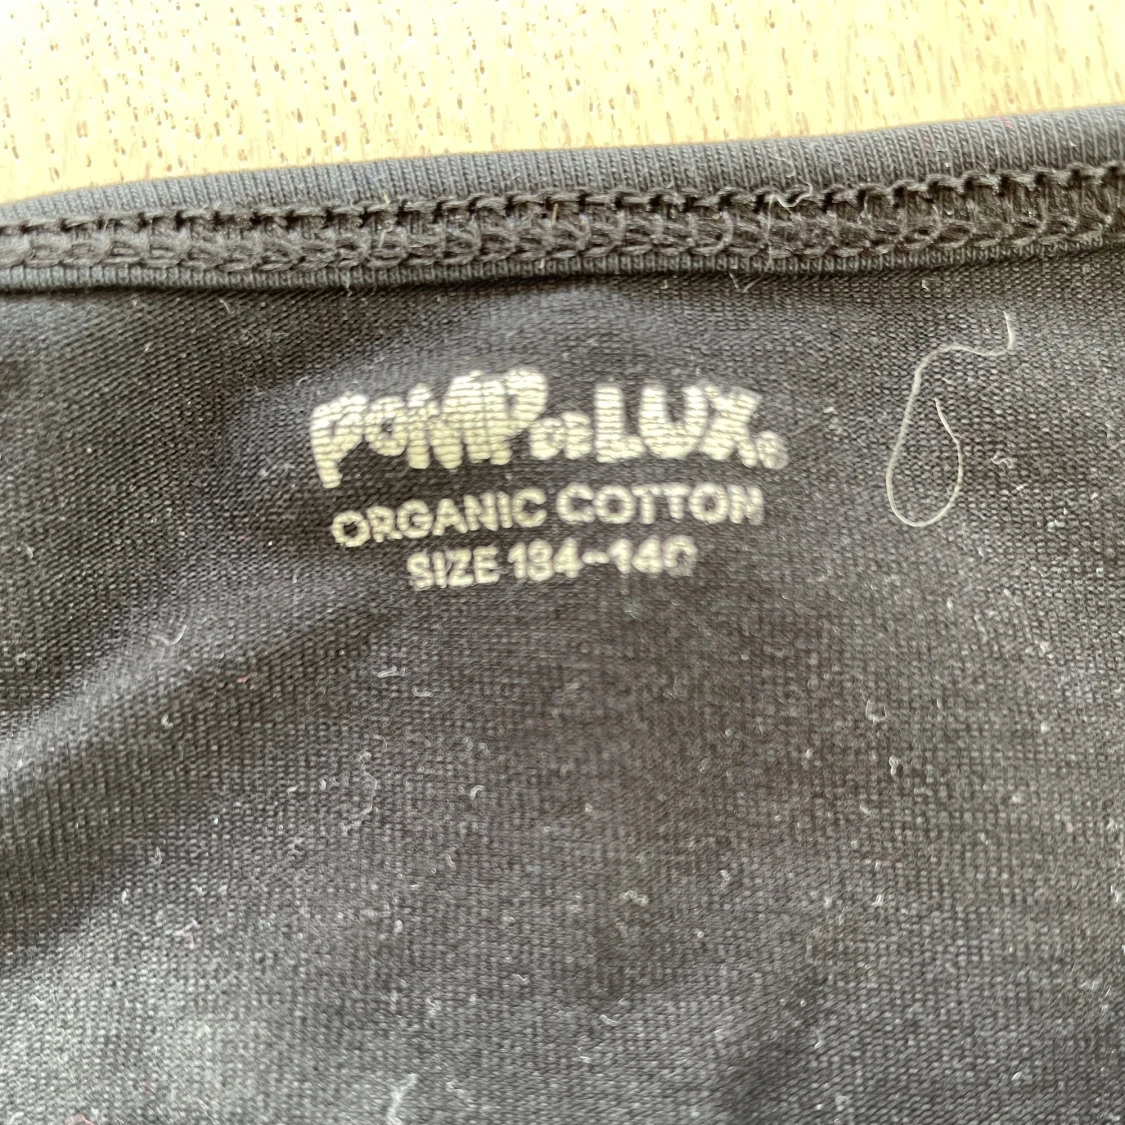 POMPDELUX®
ORGANIC COTTON
SIZE 134-140